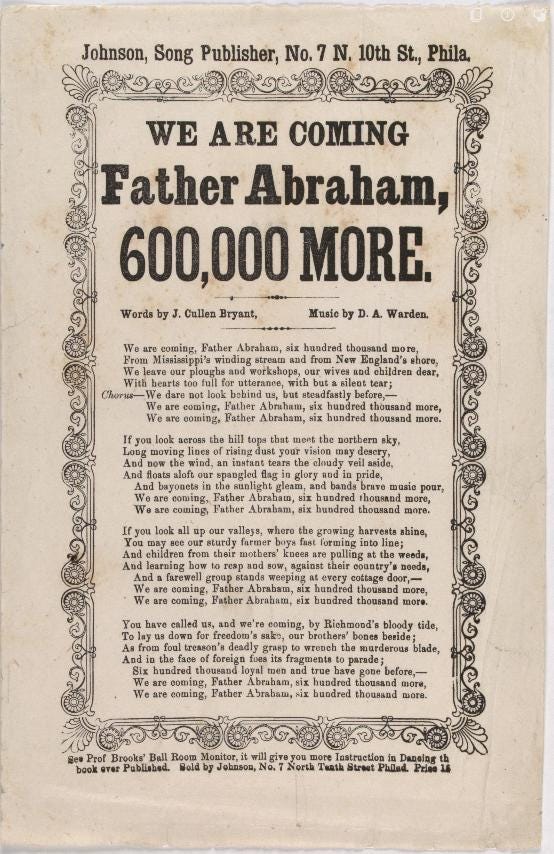 Johnson, Song Publisher, No. 7 N. 10th St., Phila.
WE ARE COMING
Father Abraham,
600,000 MORE.
Words by J. Cullen Bryant, Music by D. A. Warden.
We are coming, Father Abraham, six hundred thousand more,
From Mississippi's winding stream and from New England's shore,
We leave our ploughs and workshops, our wives and children dear,
With hearts too full for utterance, with but a silent tear;
Chorus—We dare not look behind us, but steadfastly before,—
We are coming, Father Abraham, six hundred thousand more,
We are coming, Father Abraham, six hundred thousand more.
If you look across the hill tops that meet the northern sky,
Long moving lines of rising dust your vision may descry,
And now the wind, an instant tears the cloudy veil aside,
And floats aloft our spangled flag in glory and in pride,
And bayonets in the sunlight gleam, and bands brave music pour,
We are coming, Father Abraham, six hundred thousand more,
We are coming, Father Abraham, six hundred thousand more.
If you look all up our valleys, where the growing harvests shine,
You may see our sturdy farmer boys fast forming into line;
And children from their mothers' knees are pulling at the weeds,
And learning how to reap and sow, against their country's needs,
And a farewell group stands weeping at every cottage door,—
We are coming, Father Abraham, six hundred thousand more,
We are coming, Father Abraham, six hundred thousand more.
You have called us, and we're coming, by Richmond's bloody tide,
To lay us down for freedom's sake, our brothers' bones beside;
As from foul treason's deadly grasp to wrench the murderous blade,
And in the face of foreign foes its fragments to parade;
Six hundred thousand loyal men and true have gone before,—
We are coming, Father Abraham, six hundred thousand more,
We are coming, Father Abraham, six hundred thousand more.
See Prof Brooks' Ball Room Monitor, it will give you more Instruction in Dancing th
book ever Published. Sold by Johnson, No. 7 North Tenth Street Philad. Price 15